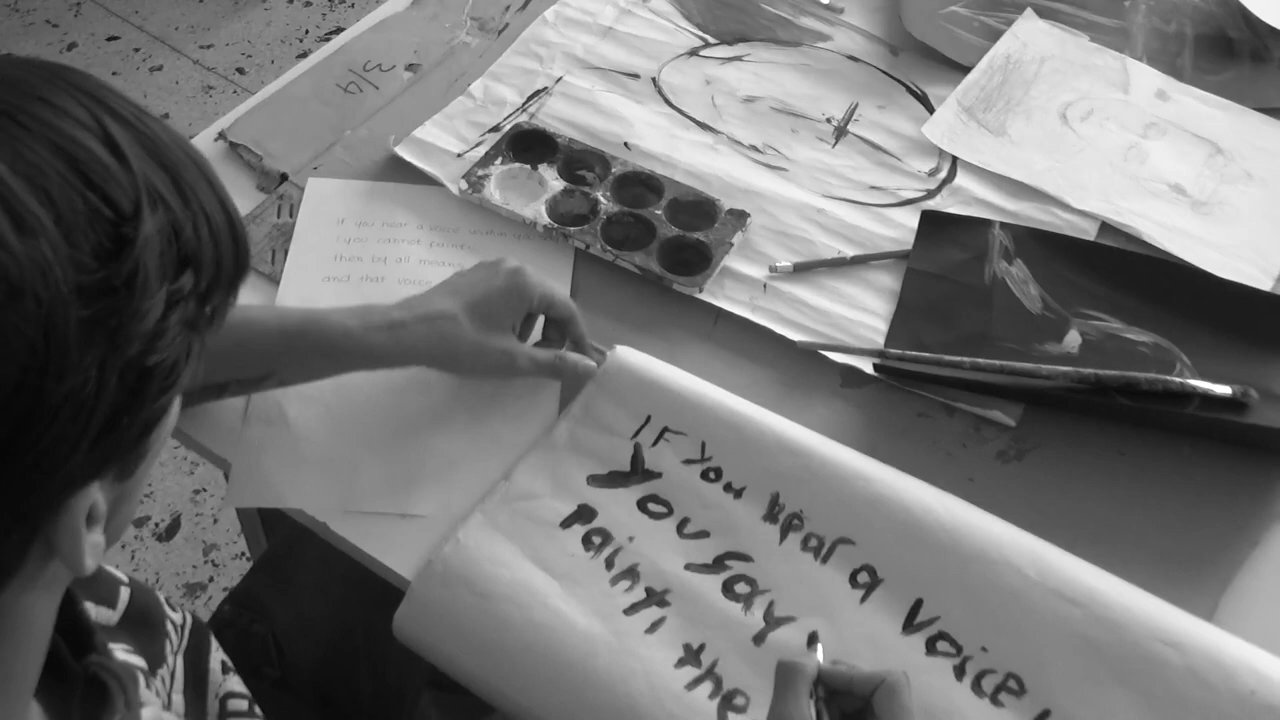 3/4
If you hear a voice within you
you cannot paint,
then by all means
and that voice
IF You hear a voice
you say,
paint, the